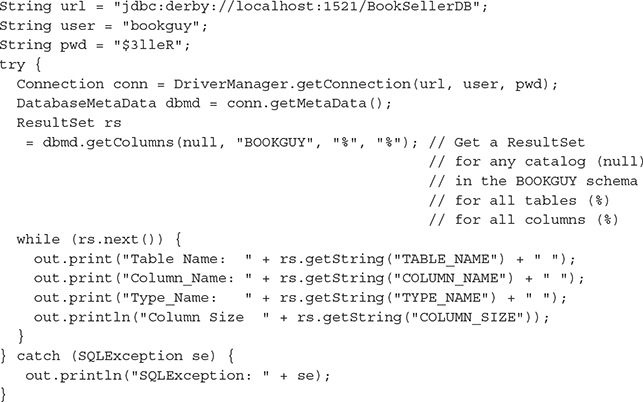 String url = "jdbc:derby://localhost:1521/BookSellerDB";
String user = "bookguy";
String pwd = "$3lleR";
try {
  Connection conn = DriverManager.getConnection(url, user, pwd);
  DatabaseMetaData dbmd = conn.getMetaData();
  ResultSet rs
   = dbmd.getColumns(null, "BOOKGUY", "%", "%"); // Get a ResultSet
                                                 // for any catalog (null)
                                                 // in the BOOKGUY schema
                                                 // for all tables (%)
                                                 // for all columns (%)
  while (rs.next()) {
    out.print("Table Name:  " + rs.getString("TABLE_NAME") + " ");
    out.print("Column_Name: " + rs.getString("COLUMN_NAME") + " ");
    out.print("Type_Name:   " + rs.getString("TYPE_NAME") + " ");
    out.println("Column Size  " + rs.getString("COLUMN_SIZE"));
  }
} catch (SQLException se) {
   out.println("SQLException: " + se);
}